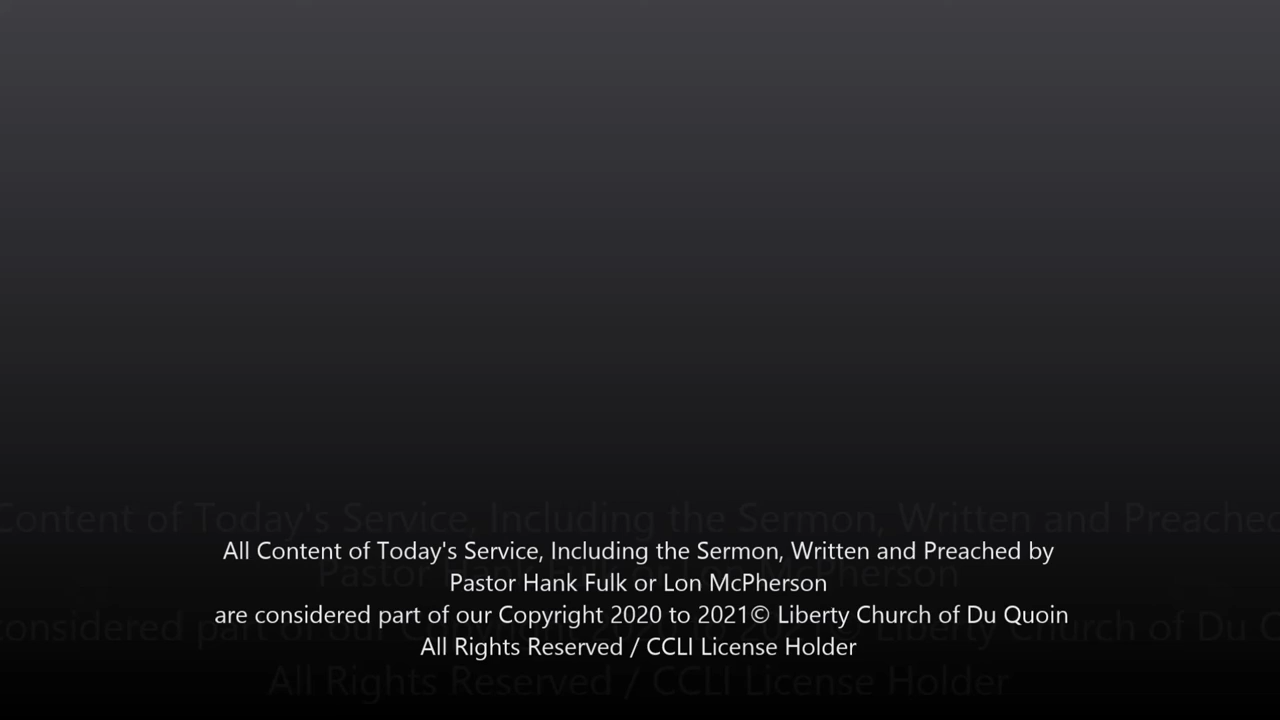 All Content of Today's Service, Including the Sermon, Written and Preached by
Pastor Hank Fulk or Lon McPherson
are considered part of our Copyright 2020 to 2021© Liberty Church of Du Quoin
All Rights Reserved / CCLI License Holder